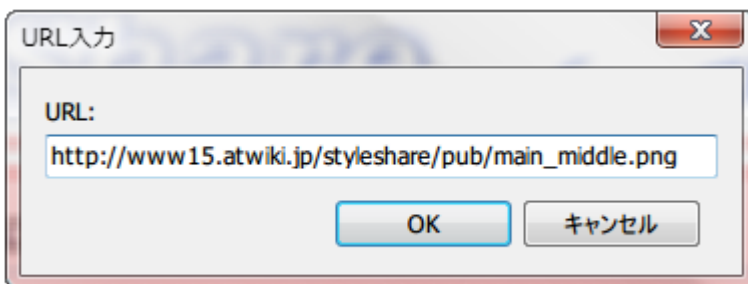 URL入力
URL:
http://www15.atwiki.jp/styleshare/pub/main_middle.png
OK
キャンセル